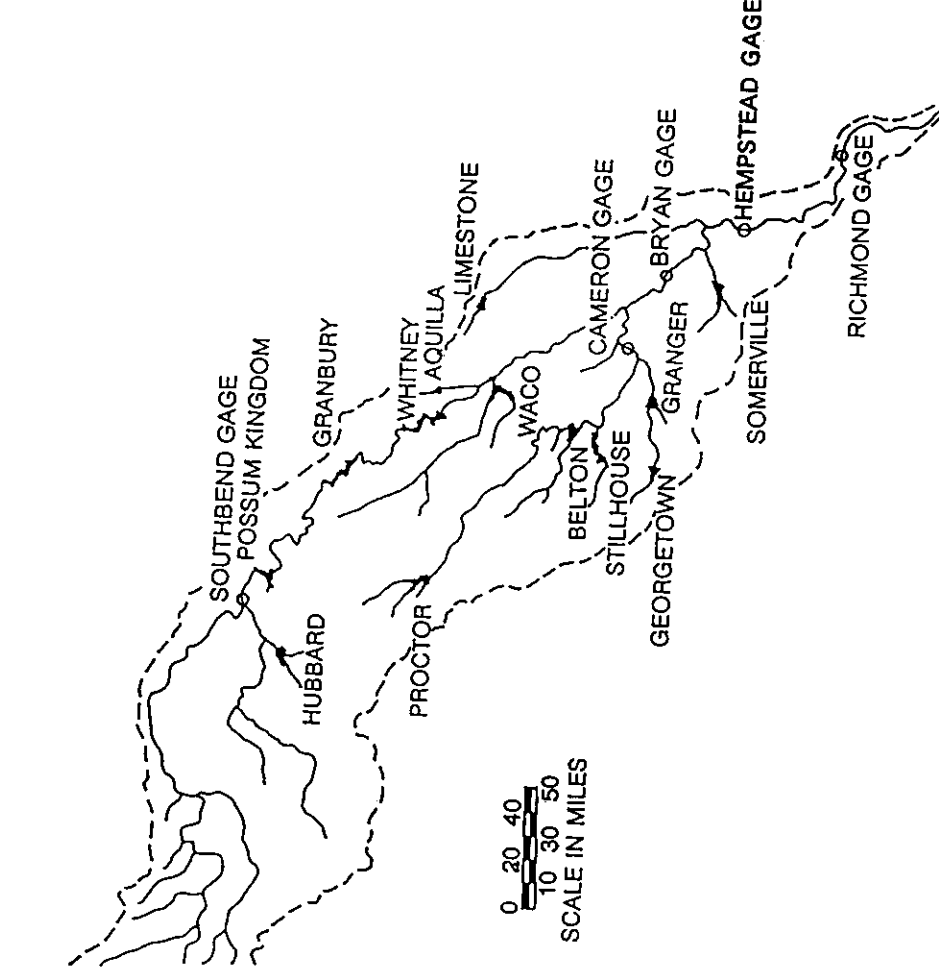 SOUTHBEND GAGE
POSSUM KINGDOM
GRANBURY
WHITNEY
AQUILLA
LIMESTONE
CAMERON GAGE
BRYAN GAGE
HEMPSTEAD GAGE
HUBBARD
PROCTOR
WACO
BELTON
STILLHOUSE
GEORGETOWN
GRANGER
SOMERVILLE
RICHMOND GAGE
0 20 40
10 30 50
SCALE IN MILES